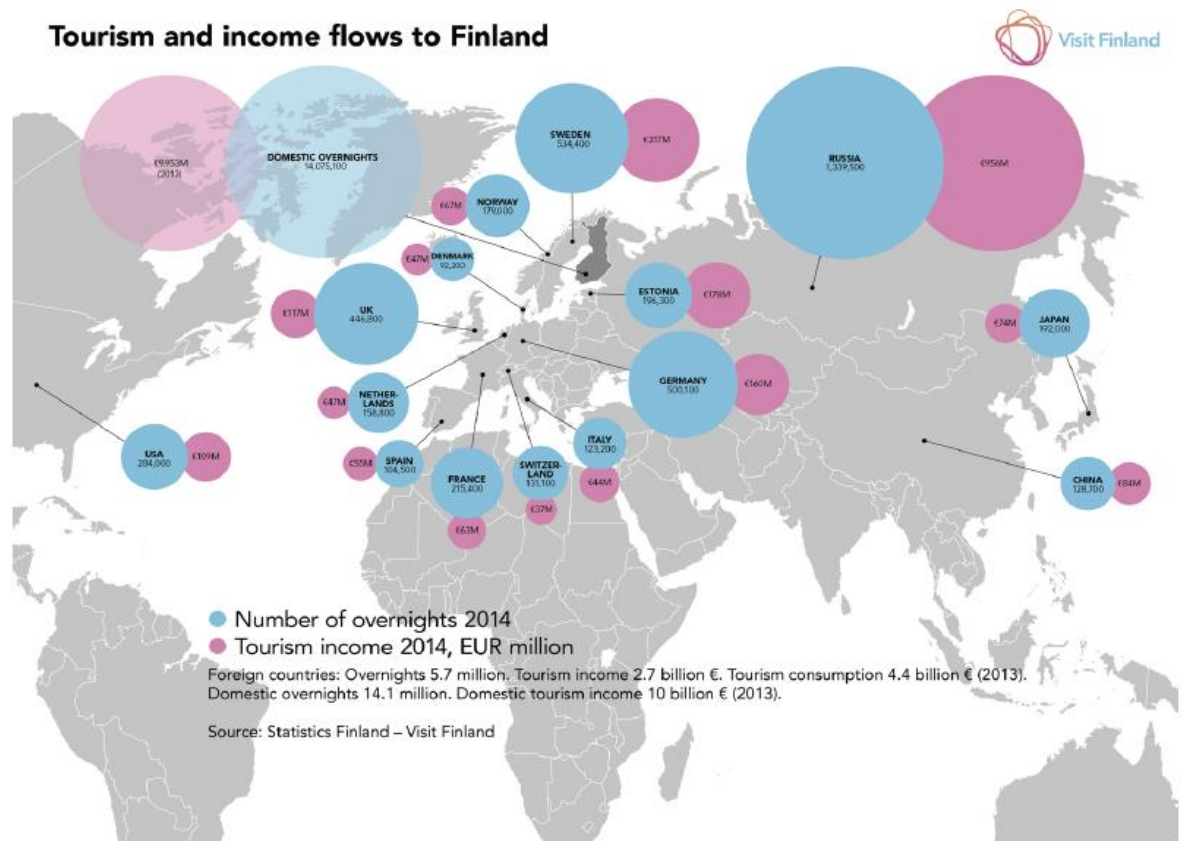 Tourism and income flows to Finland
Visit Finland
€9953M
(2013)
DOMESTIC OVERNIGHTS
14,075,100
SWEDEN
534,400
€317M
RUSSIA
1,339,500
€956M
€67M
NORWAY
179,000
€47M
DENMARK
92,200
€117M
UK
446,800
ESTONIA
196,300
€178M
€74M
JAPAN
192,000
GERMANY
500,100
€160M
€47M
NETHER-
LANDS
158,800
USA
204,000
€109M
€55M
SPAIN
104,500
FRANCE
215,400
€63M
SWITZER-
LAND
131,100
€37M
ITALY
123,200
€44M
CHINA
128,700
€84M
Number of overnights 2014
Tourism income 2014, EUR million
Foreign countries: Overnights 5.7 million. Tourism income 2.7 billion €. Tourism consumption 4.4 billion € (2013).
Domestic overnights 14.1 million. Domestic tourism income 10 billion € (2013).
Source: Statistics Finland – Visit Finland